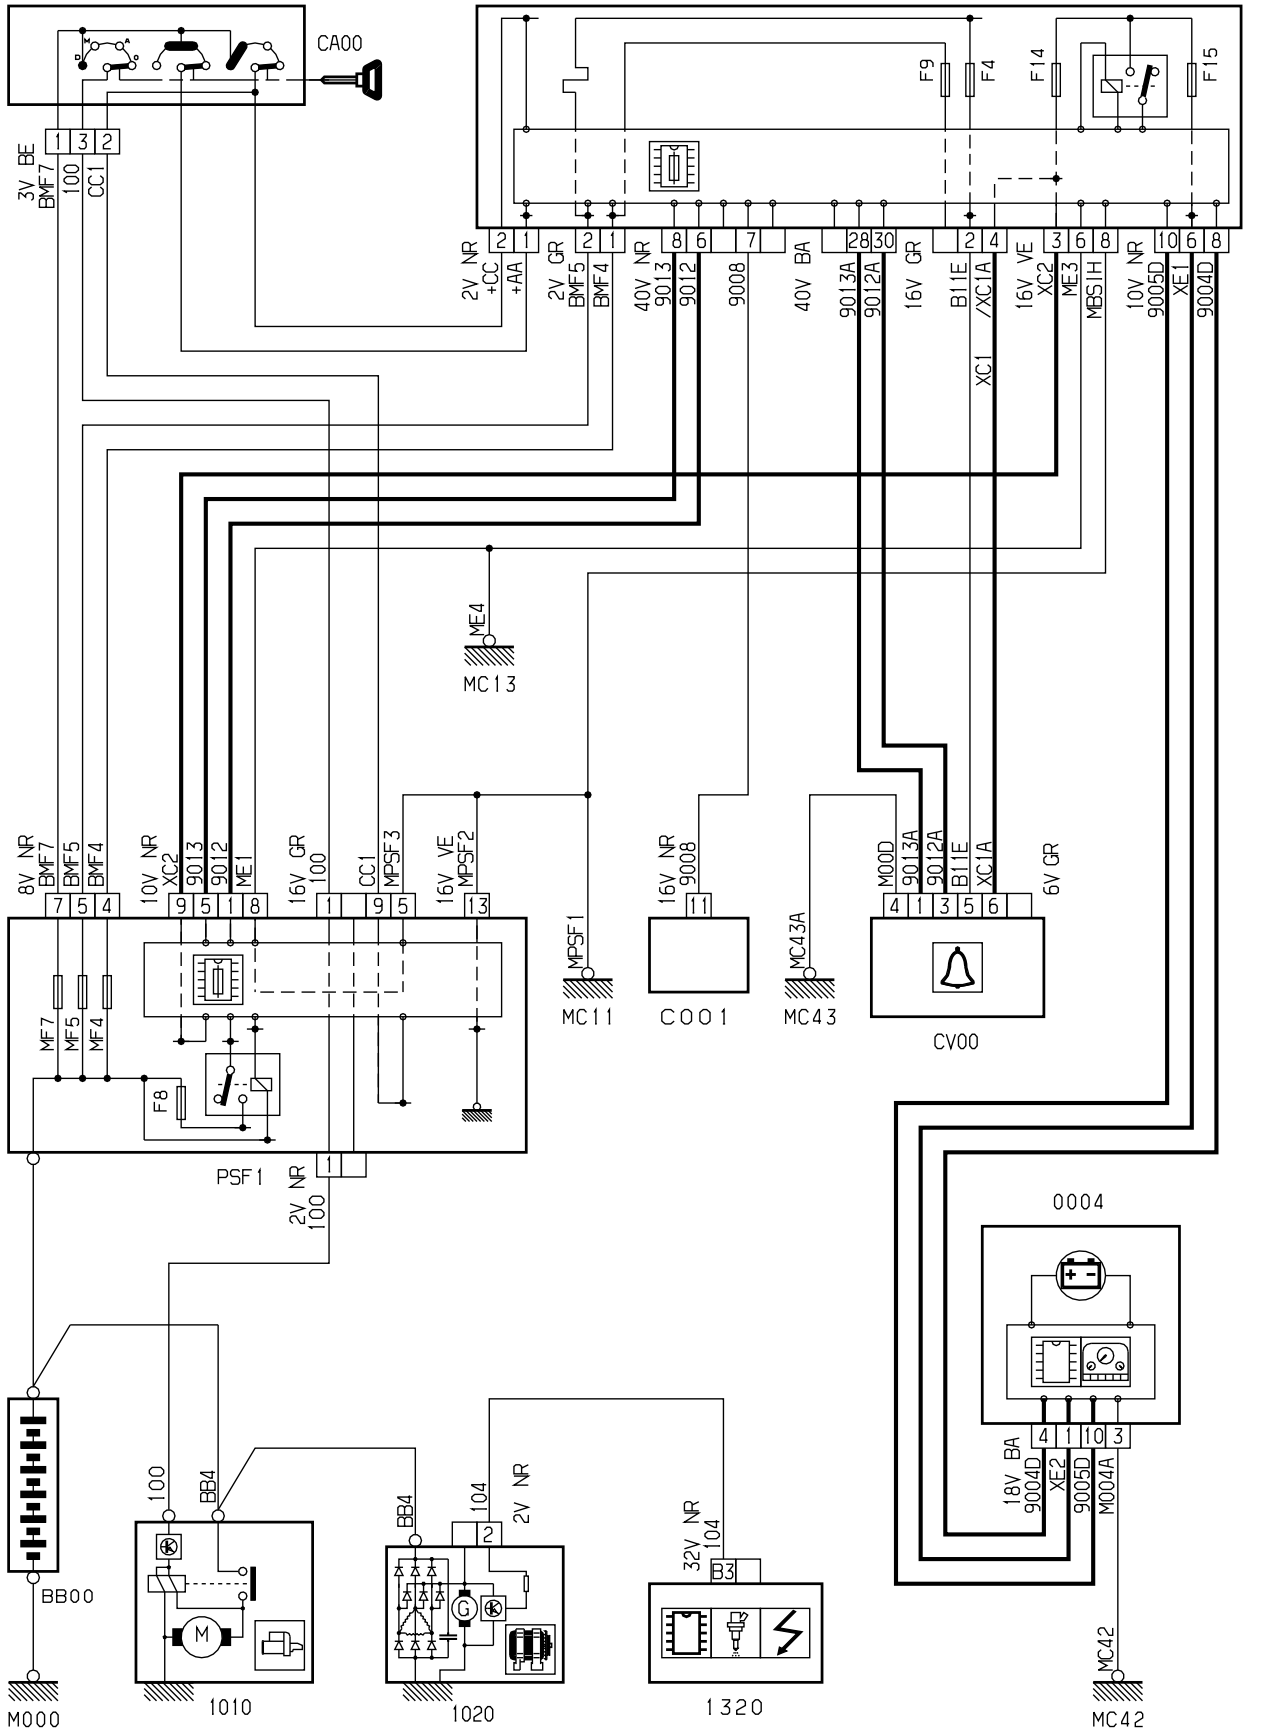 CA00
M A
D O
F9
F4
F14
F15
1 3 2
3V BE
BMF7
100
CC1
2 1
2 1
8 6 7
28 30
2 4
3 6 8
10 6 8
2V NR
+CC
+AA
2V GR
BMF5
BMF4
40V NR
9013
9012
9008
40V BA
9013A
9012A
16V GR
B11E
/XC1A
XC1
16V VE
XC2
ME3
MBS1H
10V NR
9005D
XE1
9004D
ME4
MC13
8V NR
BMF7
BMF5
BMF4
10V NR
XC2
9013
9012
ME1
16V GR
100
CC1
MPSF3
16V VE
MPSF2
16V NR
9008
M00D
9013A
9012A
B11E
XC1A
6V GR
7 5 4
9 5 1 8
1 9 5
13
11
4 1 3 5 6
MPSF1
MC11
C001
MC43A
MC43
CV00
MF7
MF5
MF4
F8
PSF1
1
2V NR
100
0004
+ -
4 1 10 3
18V BA
9004D
XE2
9005D
M004A
100
BB4
BB4
104
2V NR
2
32V NR
104
B3
BB00
M
G
M000
1010
1020
1320
MC42
MC42